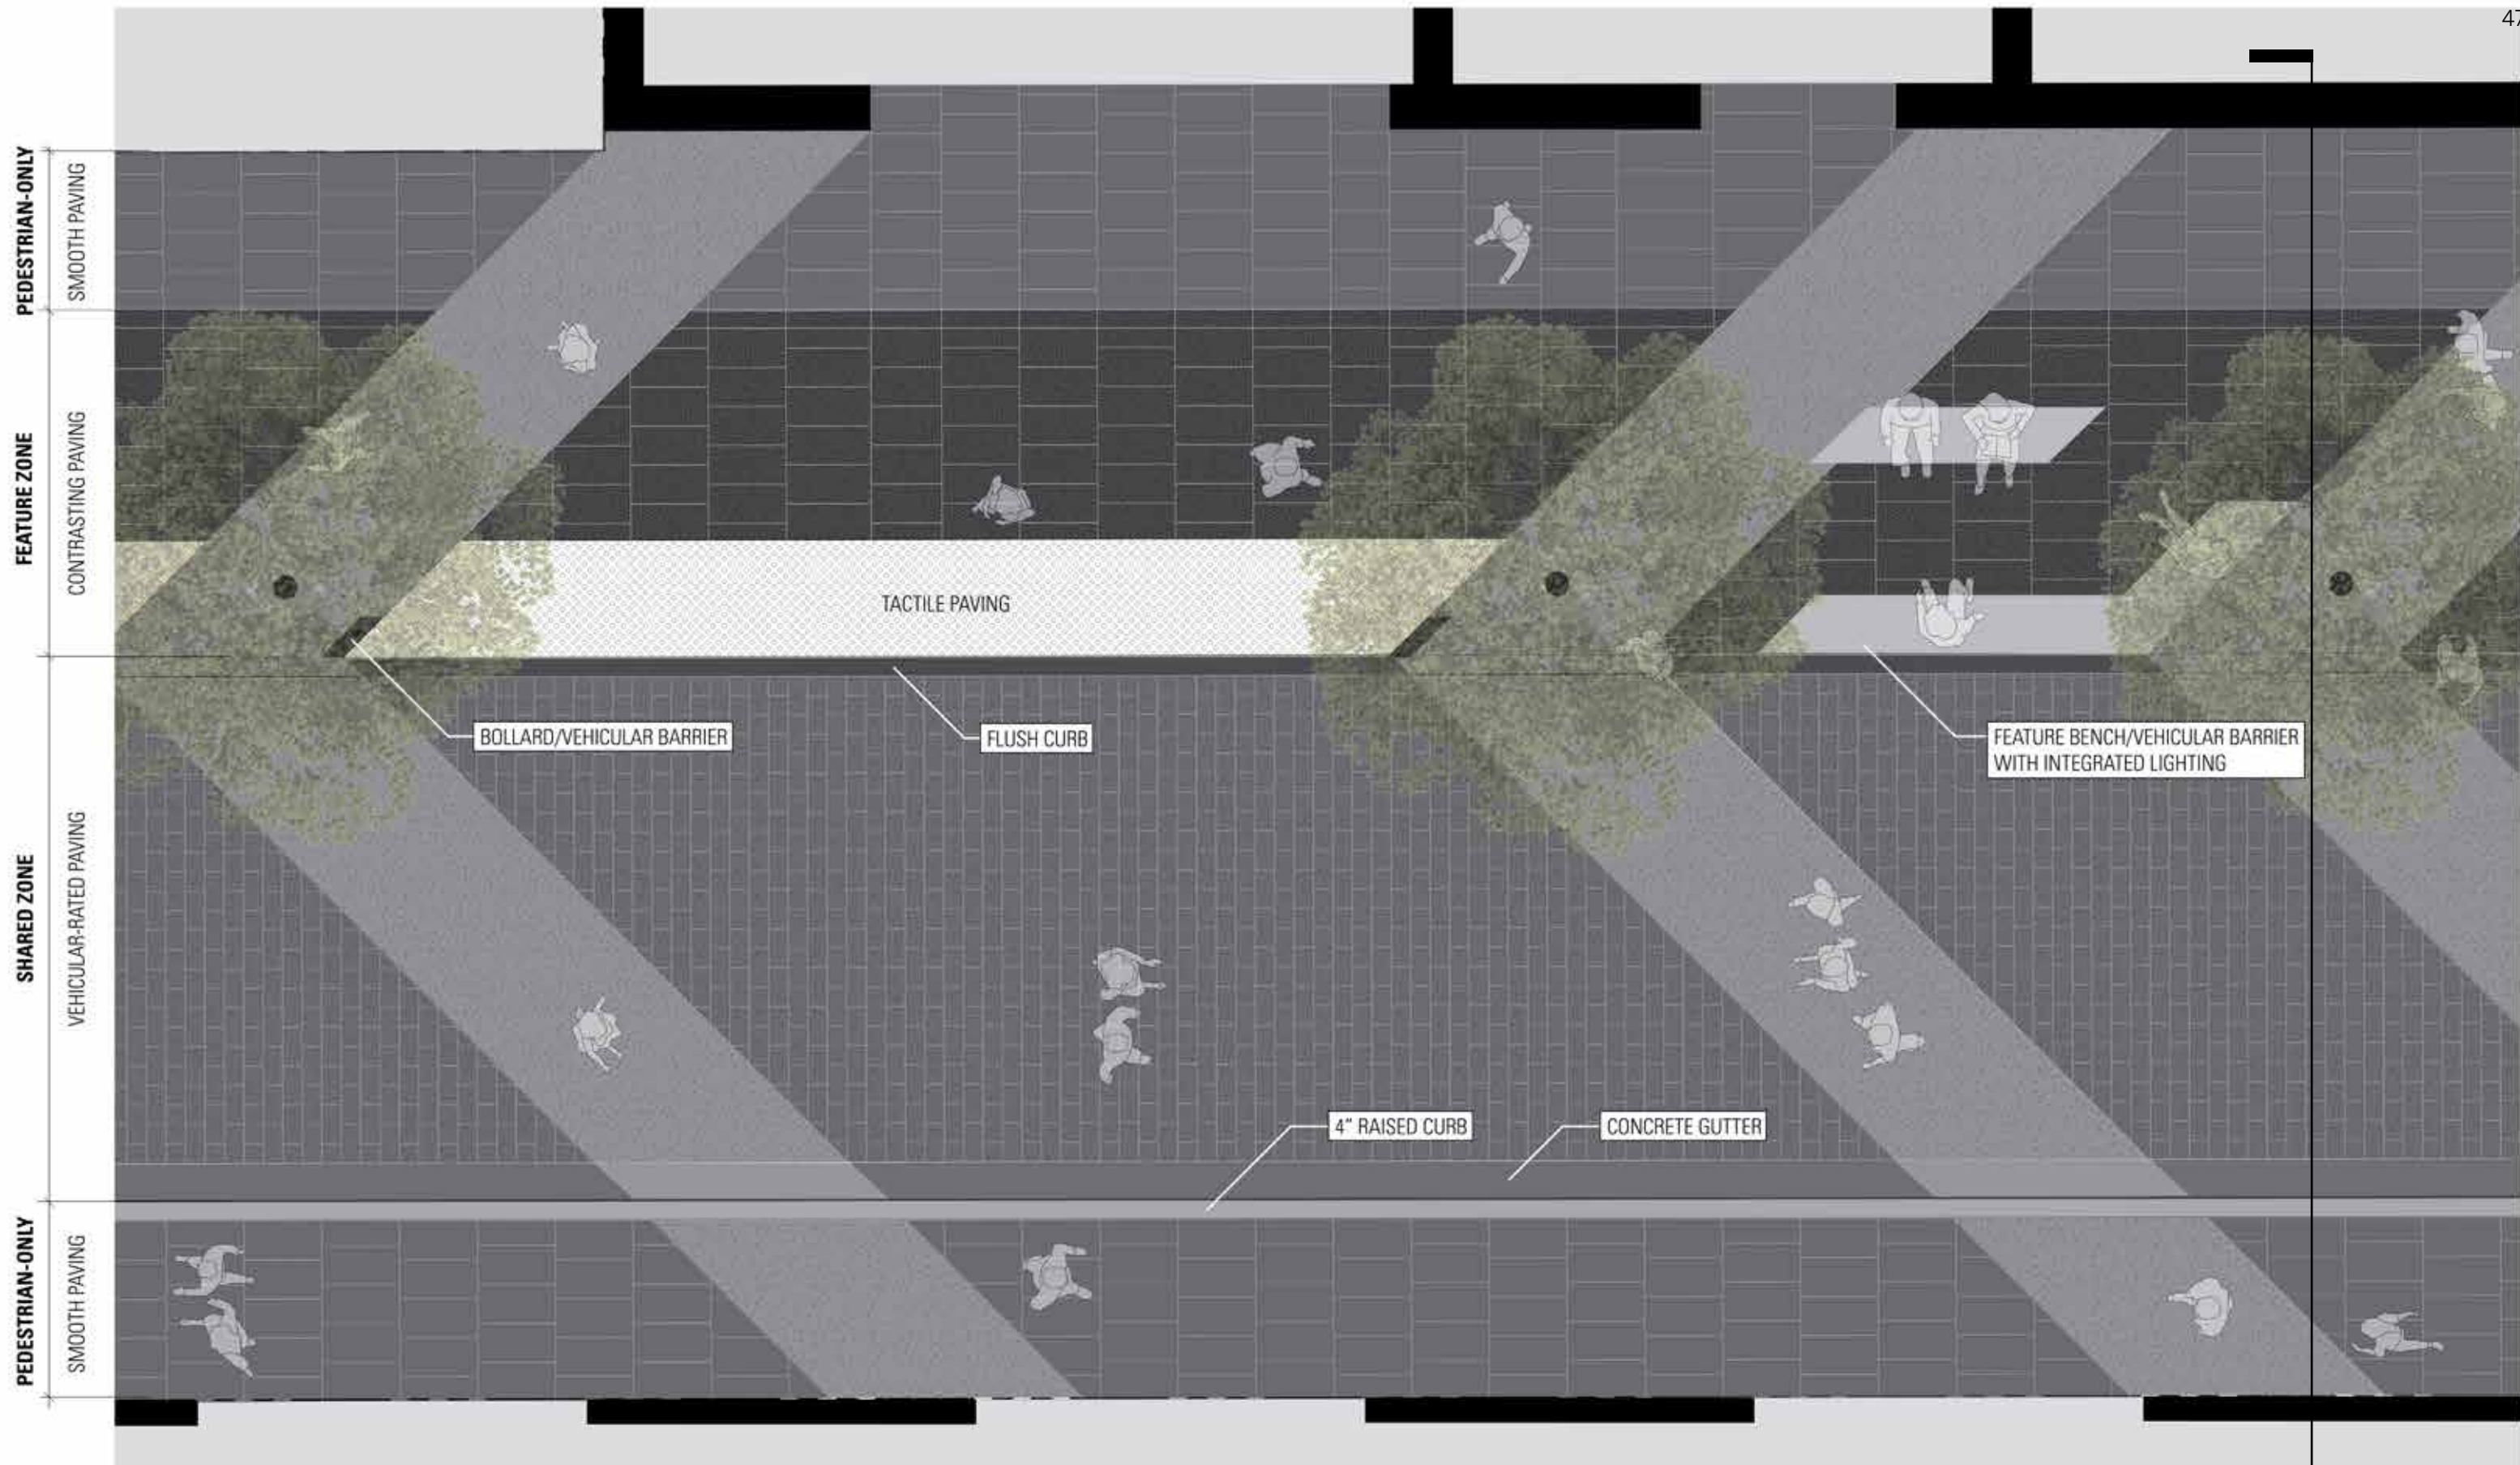 47
PEDESTRIAN-ONLY
SMOOTH PAVING
FEATURE ZONE
CONTRASTING PAVING
TACTILE PAVING
BOLLARD/VEHICULAR BARRIER
FLUSH CURB
FEATURE BENCH/VEHICULAR BARRIER
WITH INTEGRATED LIGHTING
SHARED ZONE
VEHICULAR-RATED PAVING
4" RAISED CURB
CONCRETE GUTTER
PEDESTRIAN-ONLY
SMOOTH PAVING